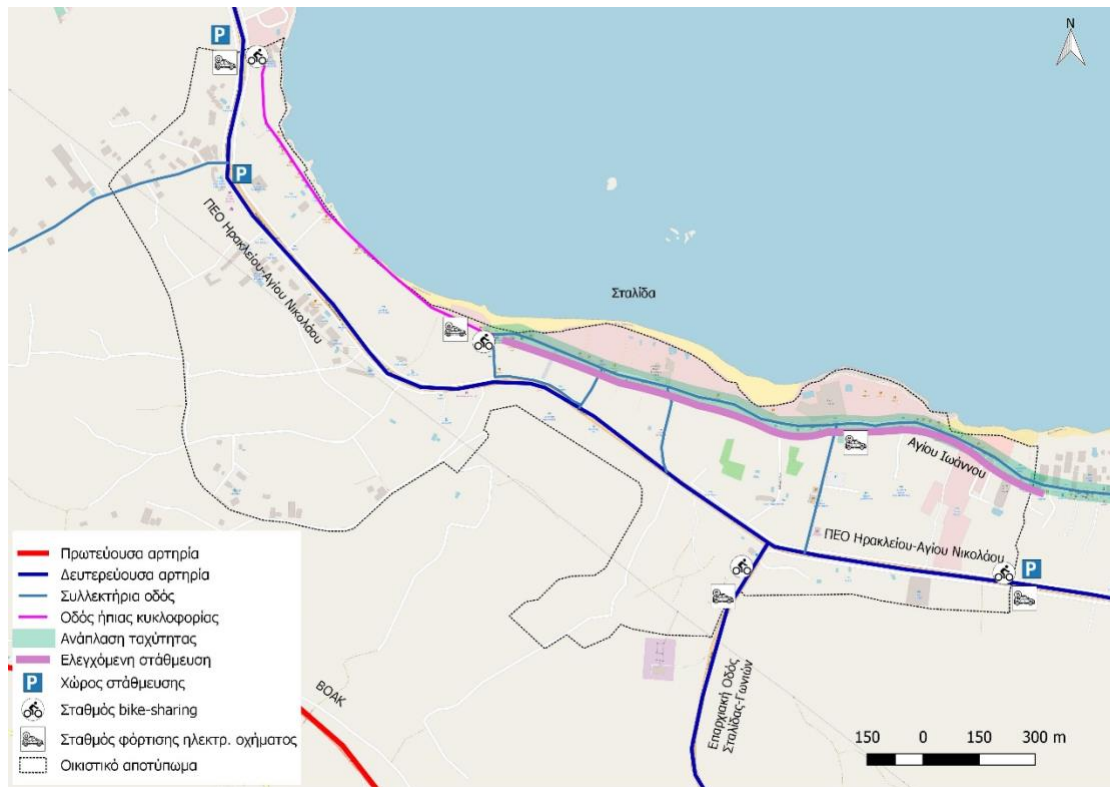 P
N
P
ΠΕΟ Ηρακλείου-Αγίου Νικολάου
Σταλίδα
Αγίου Ιωάννου
ΠΕΟ Ηρακλείου-Αγίου Νικολάου
P
Επαρχιακή Οδός
Σταλίδας-Γωνιών
ΒΟΑΚ
Πρωτεύουσα αρτηρία
Δευτερεύουσα αρτηρία
Συλλεκτήρια οδός
Οδός ήπιας κυκλοφορίας
Ανάπλαση ταχύτητας
Ελεγχόμενη στάθμευση
P Χώρος στάθμευσης
Σταθμός bike-sharing
Σταθμός φόρτισης ηλεκτρ. οχήματος
Οικιστικό αποτύπωμα
150 0 150 300 m